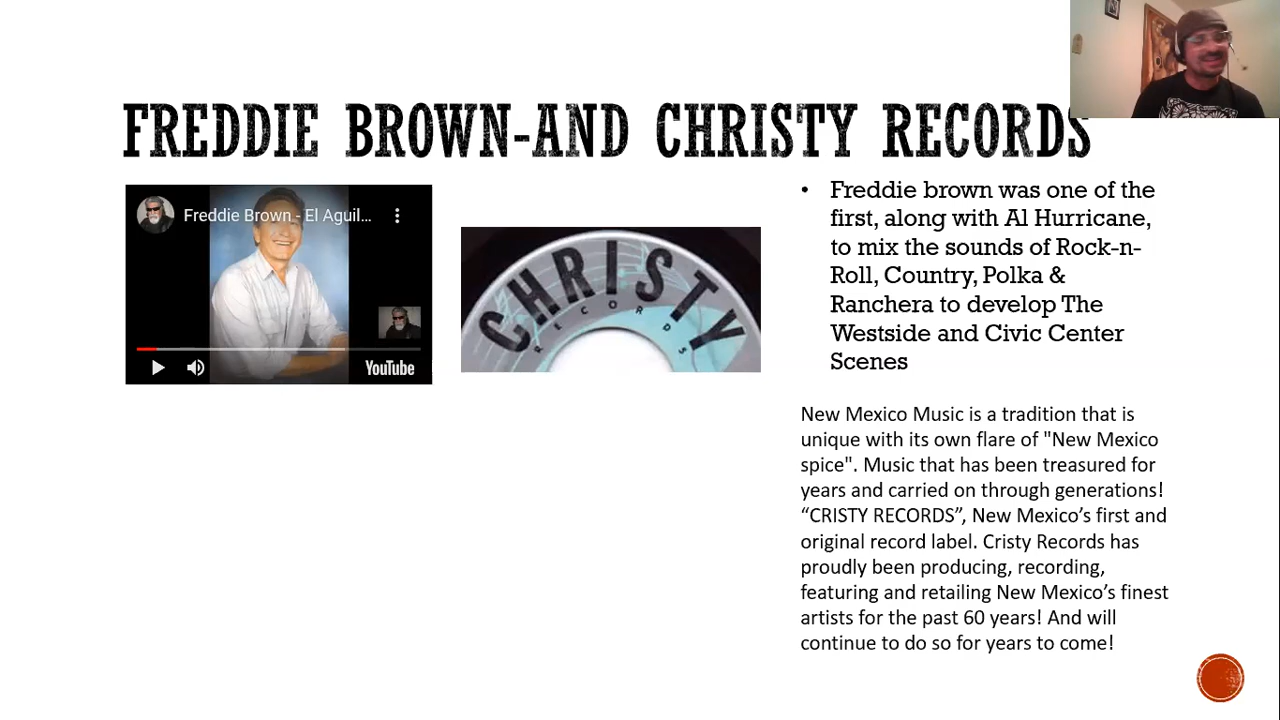 FREDDIE BROWN-AND CHRISTY RECORDS
Freddie Brown - El Aguil...
YouTube
CHRISTY
RECORDS
• Freddie brown was one of the
first, along with Al Hurricane,
to mix the sounds of Rock-n-
Roll, Country, Polka &
Ranchera to develop The
Westside and Civic Center
Scenes
New Mexico Music is a tradition that is
unique with its own flare of "New Mexico
spice". Music that has been treasured for
years and carried on through generations!
“CRISTY RECORDS”, New Mexico’s first and
original record label. Cristy Records has
proudly been producing, recording,
featuring and retailing New Mexico’s finest
artists for the past 60 years! And will
continue to do so for years to come!